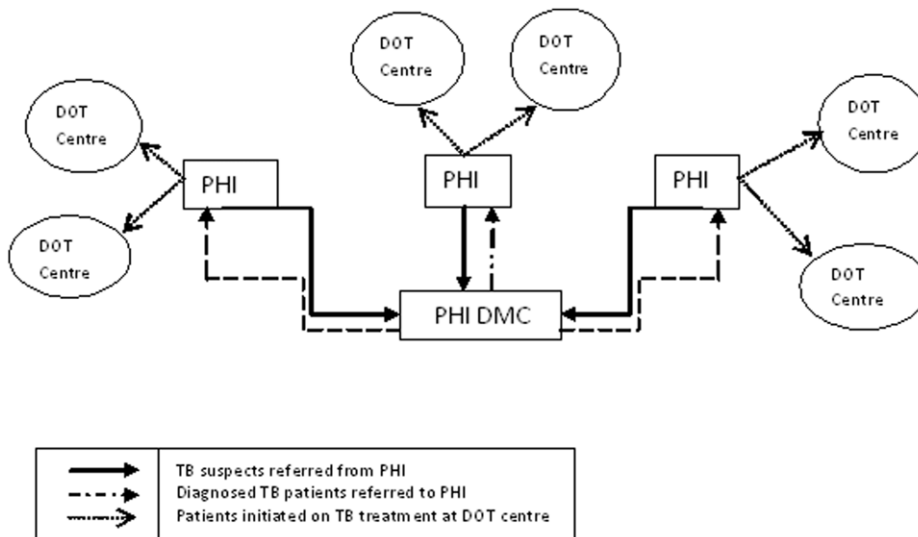 DOT
Centre
DOT
Centre
DOT
Centre
DOT
Centre
DOT
Centre
DOT
Centre
PHI
PHI
PHI
PHI DMC
TB suspects referred from PHI
Diagnosed TB patients referred to PHI
Patients initiated on TB treatment at DOT centre